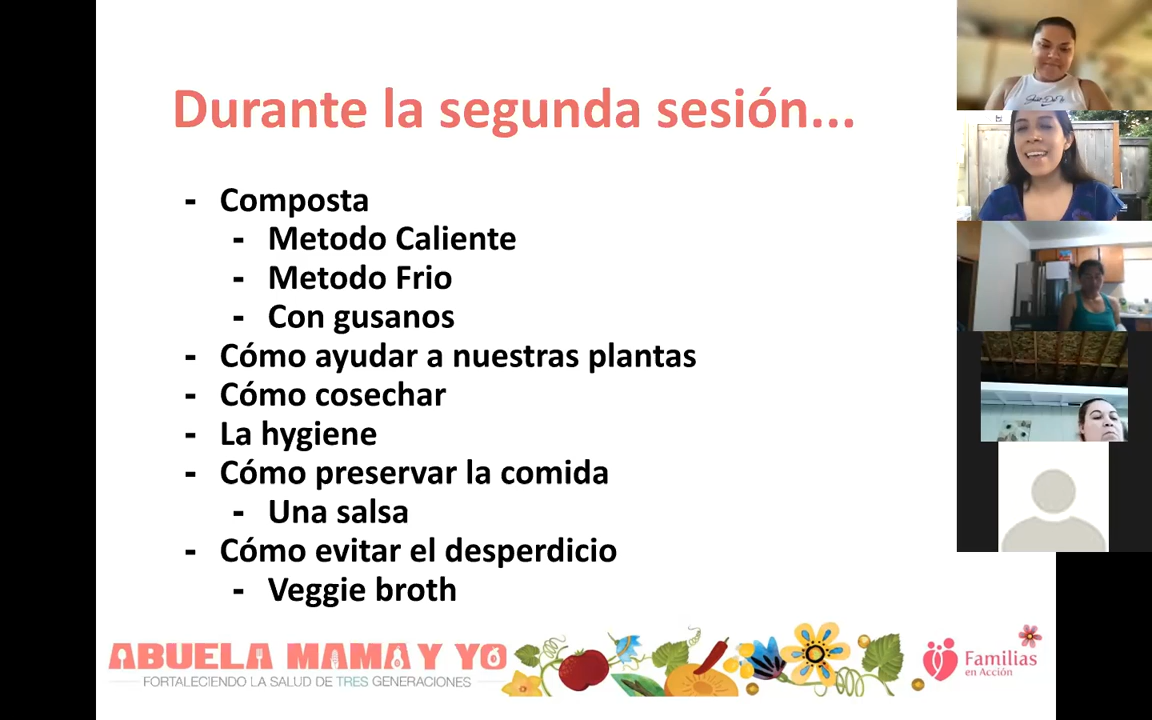 Durante la segunda sesión...
- Composta
- Metodo Caliente
- Metodo Frio
- Con gusanos
- Cómo ayudar a nuestras plantas
- Cómo cosechar
- La hygiene
- Cómo preservar la comida
- Una salsa
- Cómo evitar el desperdicio
- Veggie broth
ABUELA MAMA Y YO
FORTALECIENDO LA SALUD DE TRES GENERACIONES
Familias
en Acción